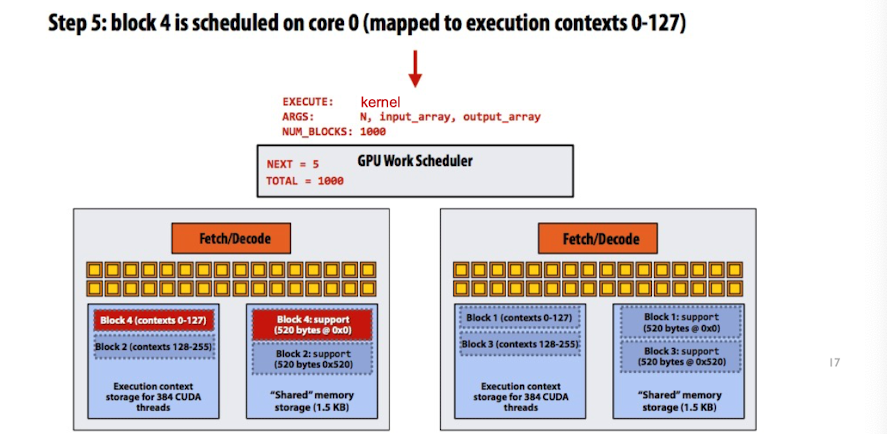 Step 5: block 4 is scheduled on core 0 (mapped to execution contexts 0-127)
EXECUTE: kernel
ARGS: N, input_array, output_array
NUM_BLOCKS: 1000
NEXT = 5
GPU Work Scheduler
TOTAL = 1000
Fetch/Decode
Block 4 (contexts 0-127)
Block 2 (contexts 128-255)
Execution context
storage for 384 CUDA
threads
Block 4: support
(520 bytes @ 0x0)
Block 2: support
(520 bytes 0x520)
"Shared" memory
storage (1.5 KB)
Fetch/Decode
Block 1 (contexts 0-127)
Block 3 (contexts 128-255)
Execution context
storage for 384 CUDA
threads
Block 1: support
(520 bytes @ 0x0)
Block 3: support
(520 bytes @ 0x520)
"Shared" memory
storage (1.5 KB)
17